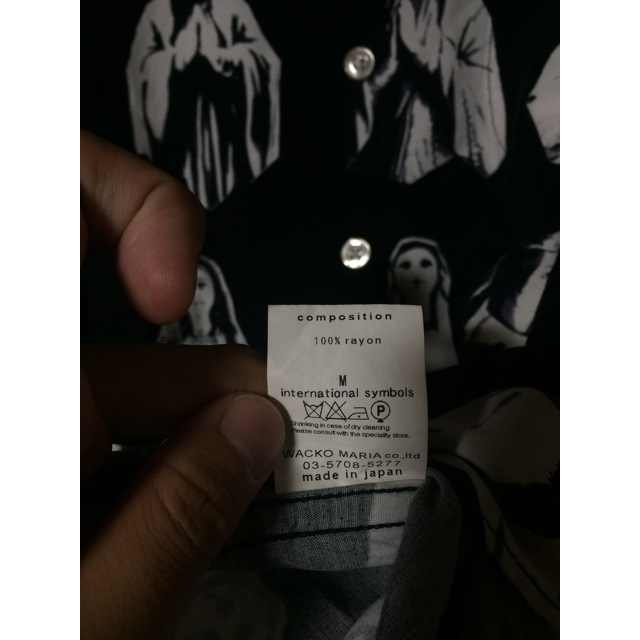 composition
100% rayon
M
international symbols
P
Shrinking in case of dry cleaning
Please consult with the speciality store.
WACKO MARIA co,.ltd
03-5708-5277
made in japan